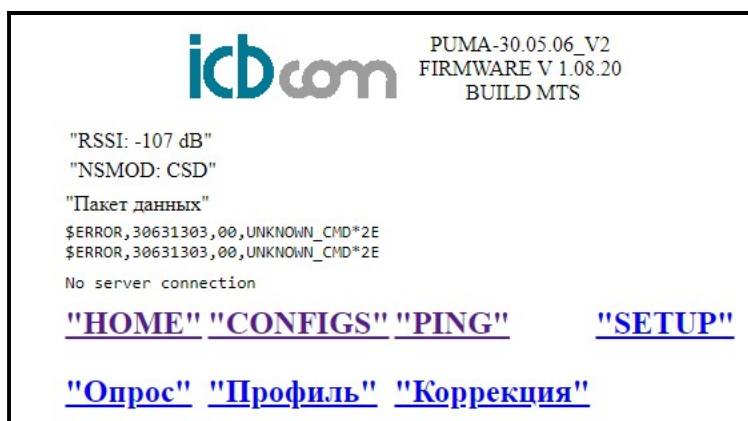 icbcom
PUMA-30.05.06_V2
FIRMWARE V 1.08.20
BUILD MTS
"RSSI: -107 dB"
"NSMOD: CSD"
"Пакет данных"
$ERROR,30631303,00,UNKNOWN_CMD*2E
$ERROR,30631303,00,UNKNOWN_CMD*2E
No server connection
"HOME" "CONFIGS" "PING" "SETUP"
"Опрос" "Профиль" "Коррекция"